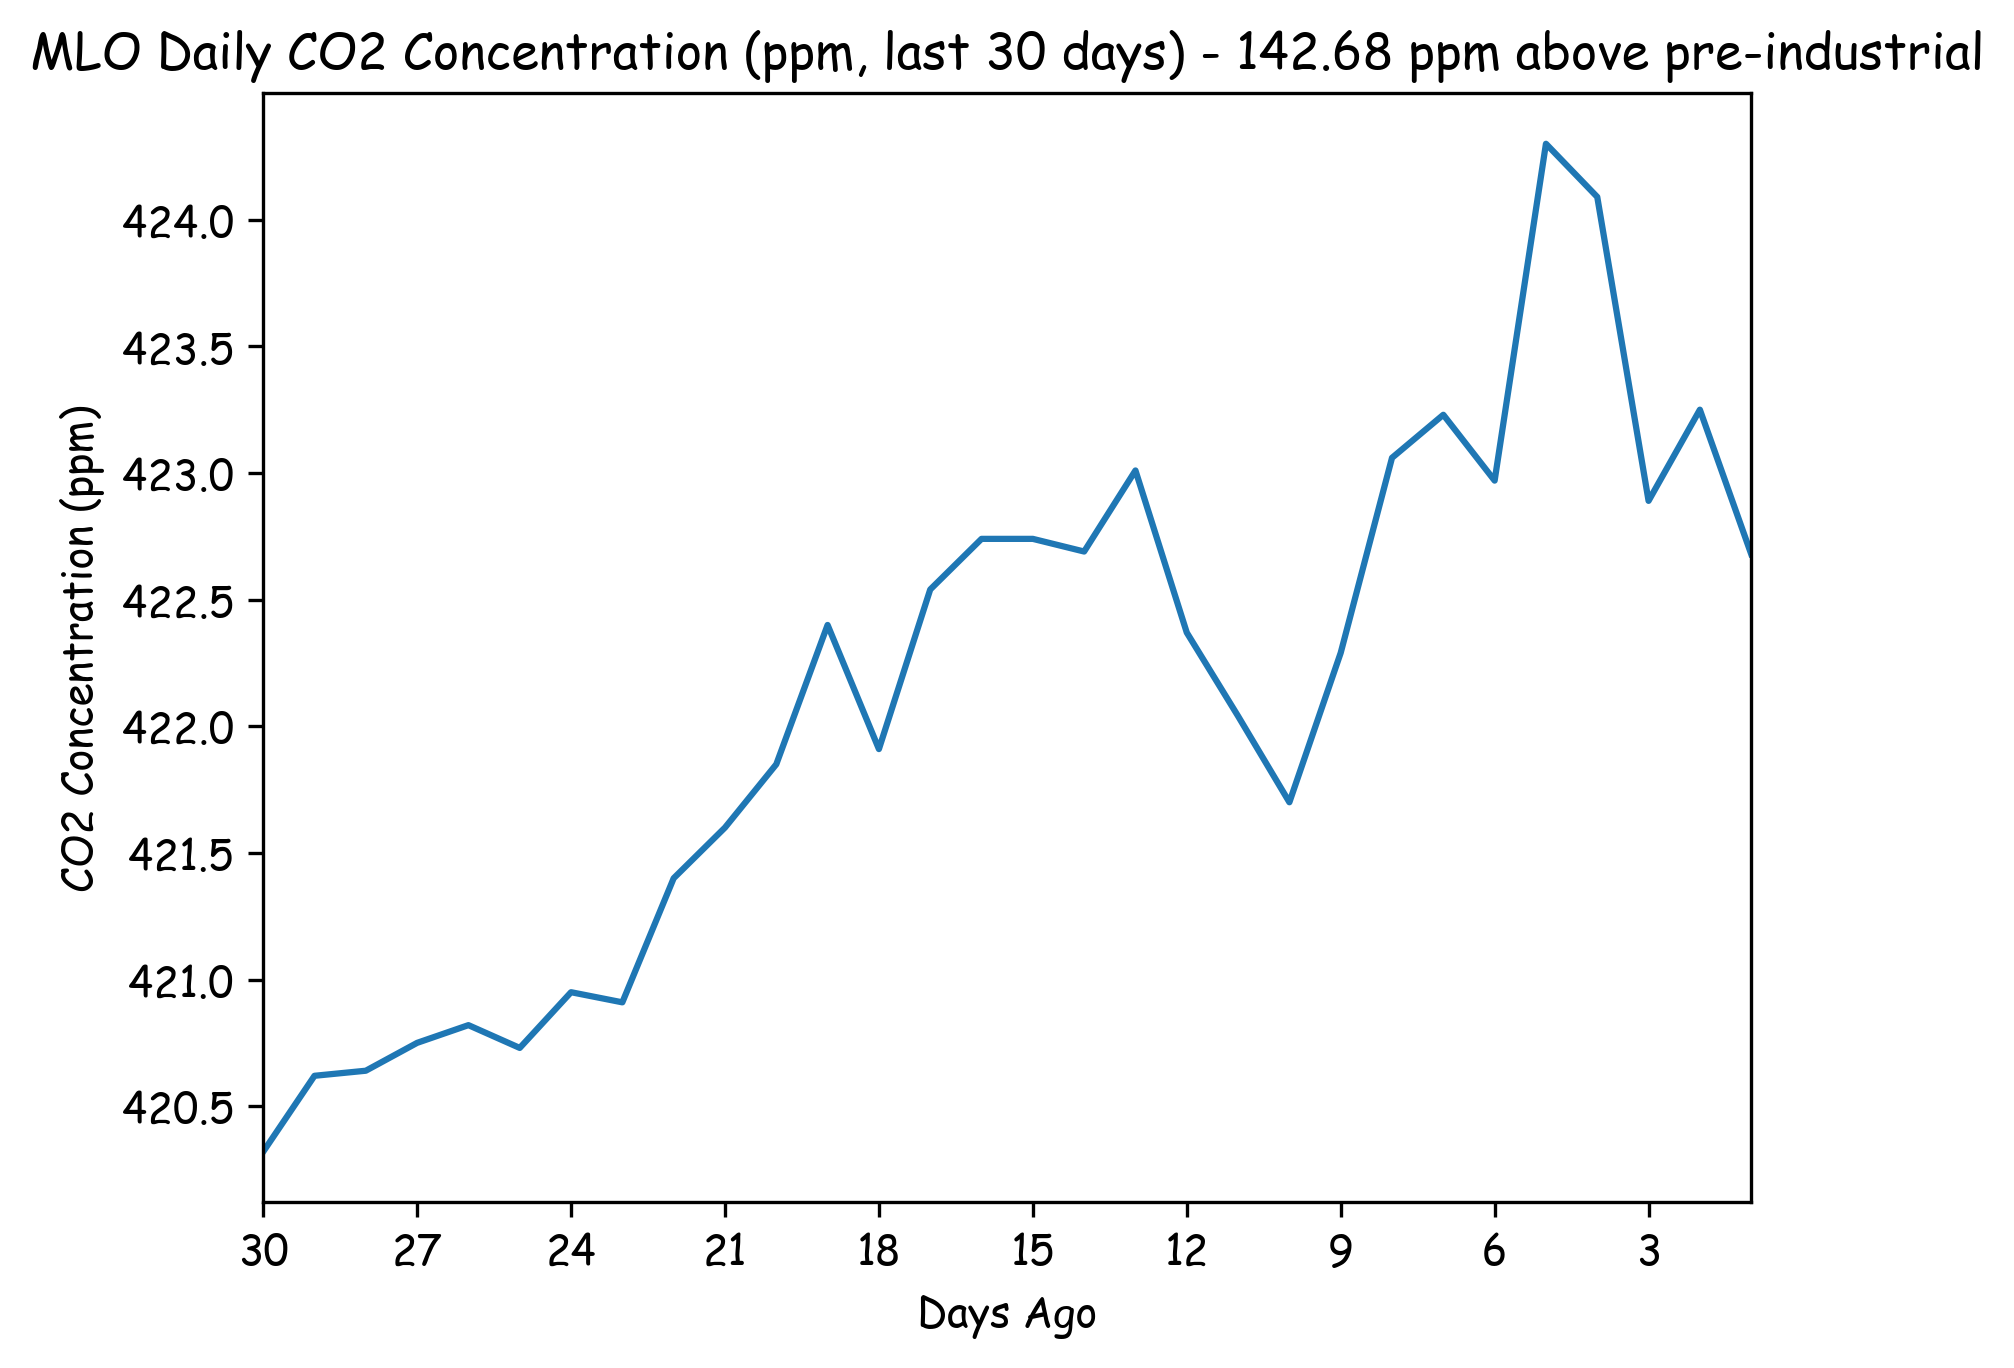 MLO Daily CO2 Concentration (ppm, last 30 days) - 142.68 ppm above pre-industrial
424.0
423.5
423.0
422.5
422.0
421.5
421.0
420.5
CO2 Concentration (ppm)
30 27 24 21 18 15 12 9 6 3
Days Ago